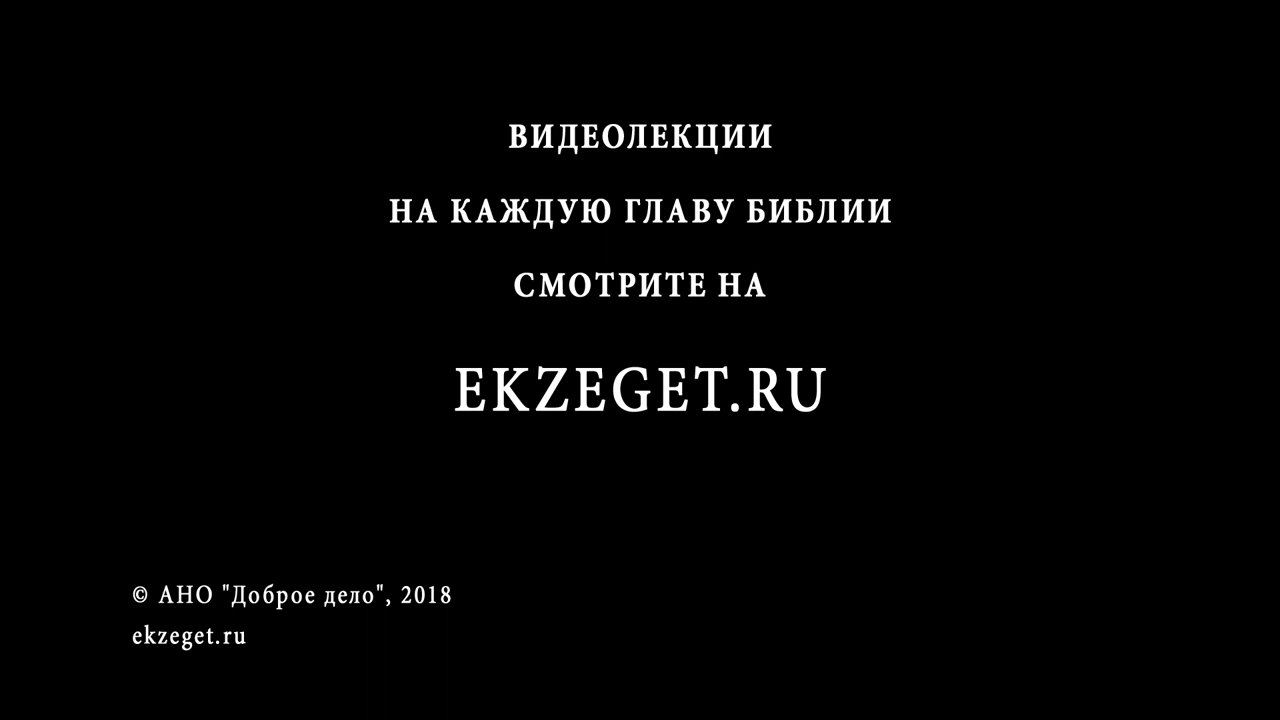 ВИДЕОЛЕКЦИИ
НА КАЖДУЮ ГЛАВУ БИБЛИИ
СМОТРИТЕ НА
EKZEGET.RU
© АНО "Доброе дело", 2018
ekzeget.ru